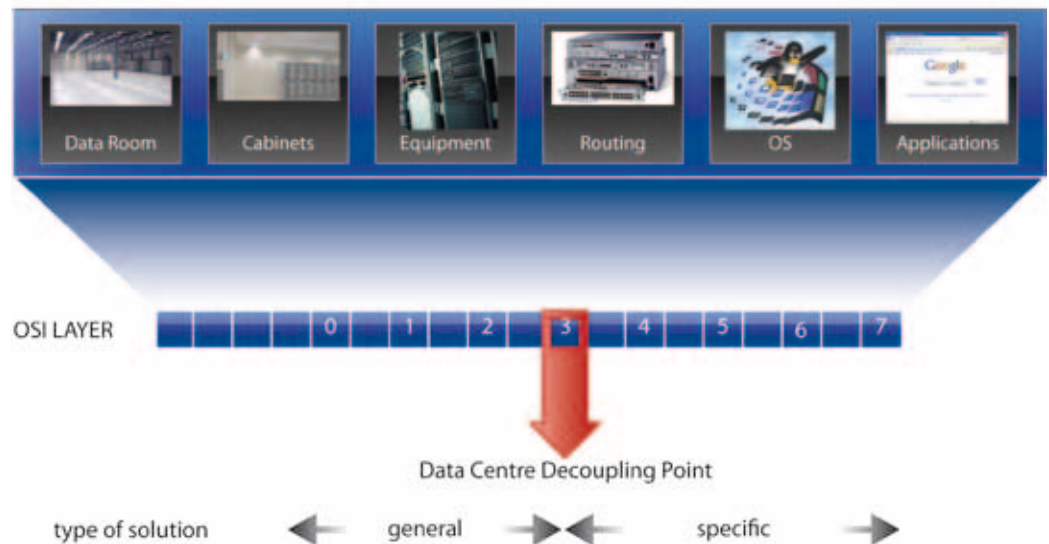 Google
Data Room
Cabinets
Equipment
Routing
OS
Applications
OSI LAYER
0 1 2 3 4 5 6 7
Data Centre Decoupling Point
type of solution
general
specific